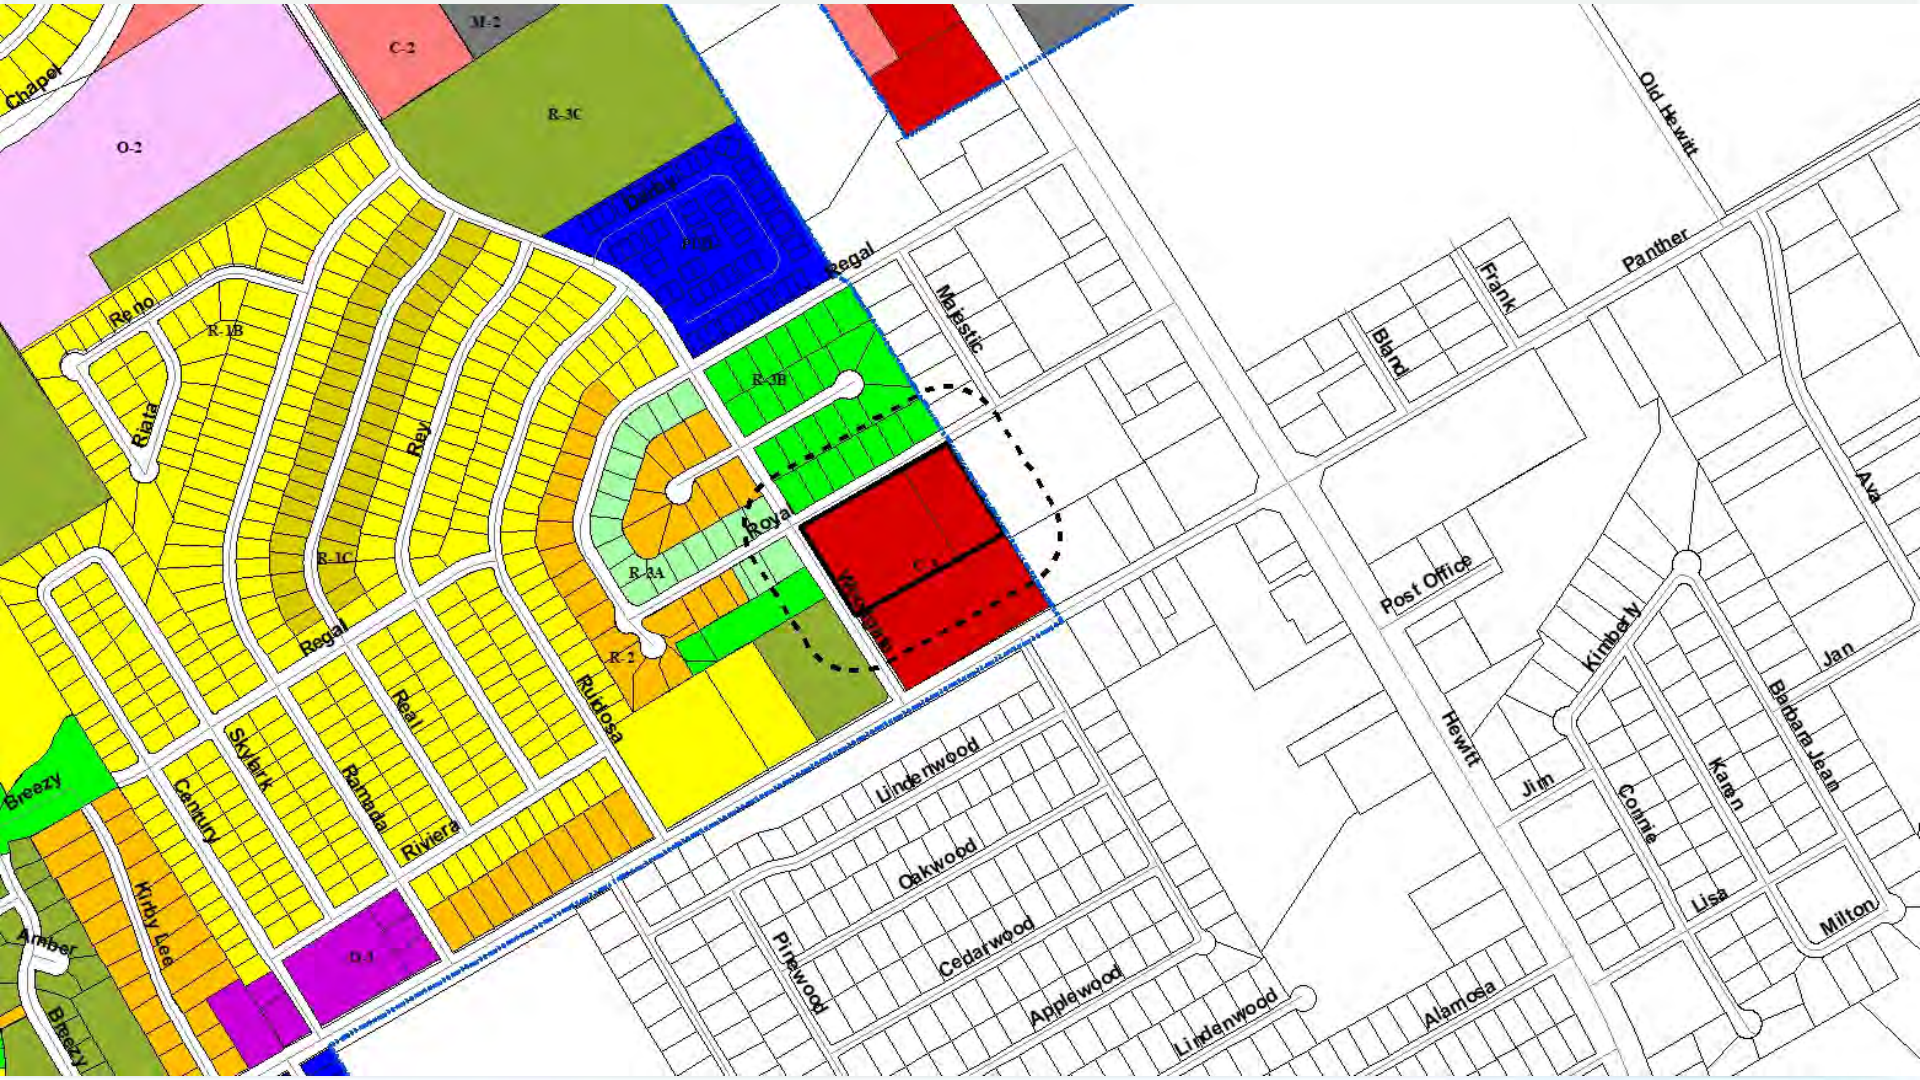 M-2
C-2
Chapel
R-3C
O-2
Old Hewitt
Derby
PUD
Regal
Panther
Frank
Majestic
Reno
R-1B
Bland
R-3B
Riata
Rey
Ava
Royal
R-1C
R-3A
Post Office
Kimberly
Regal
R-2
Jan
Real
Ruidosa
Barbara Jean
Hewitt
Skylark
Lindenwood
Karen
Jim
Breezy
Century
Ramada
Connie
Riviera
Oakwood
Lisa
Kirby Lee
Milton
Amber
Cedarwood
Pinewood
Applewood
Alamosa
Lindenwood
Breezy